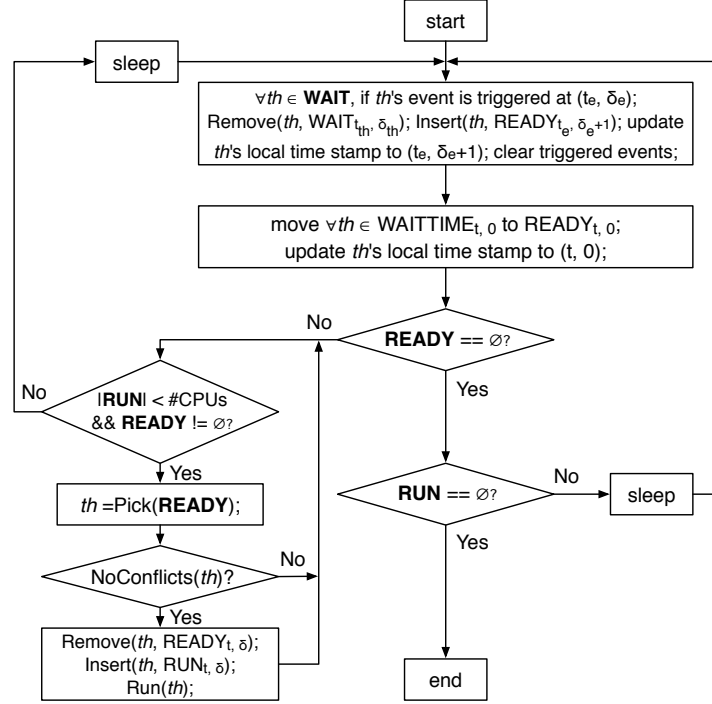 start
sleep
∀th ∈ WAIT, if th's event is triggered at (te, δe);
Remove(th, WAITtth, δth); Insert(th, READYte, δe+1); update
th's local time stamp to (te, δe+1); clear triggered events;
move ∀th ∈ WAITTIMEt, 0 to READYt, 0;
update th's local time stamp to (t, 0);
No
READY == ∅?
Yes
No
|RUN| < #CPUs
&& READY != ∅?
Yes
th =Pick(READY);
RUN == ∅?
No
sleep
Yes
NoConflicts(th)?
No
Yes
Remove(th, READYt, δ);
Insert(th, RUNt, δ);
Run(th);
end